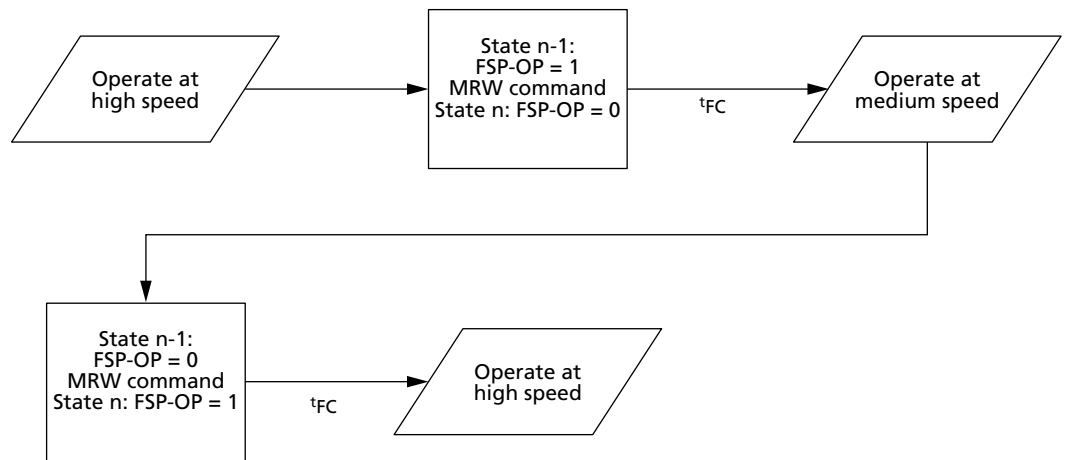 Operate at
high speed
State n-1:
FSP-OP = 1
MRW command
State n: FSP-OP = 0
tFC
Operate at
medium speed
State n-1:
FSP-OP = 0
MRW command
State n: FSP-OP = 1
tFC
Operate at
high speed